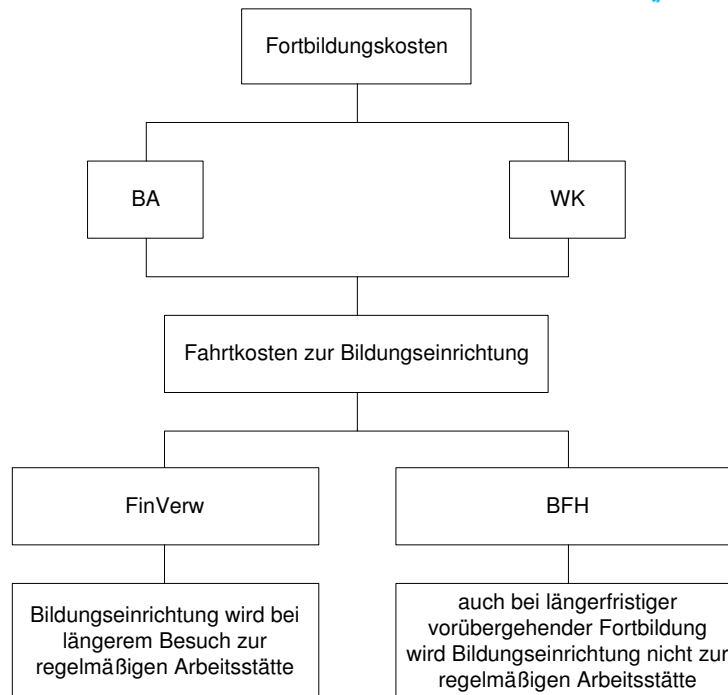 Fortbildungskosten
BA
WK
Fahrtkosten zur Bildungseinrichtung
FinVerw
BFH
Bildungseinrichtung wird bei
längerem Besuch zur
regelmäßigen Arbeitsstätte
auch bei längerfristiger
vorübergehender Fortbildung
wird Bildungseinrichtung nicht zur
regelmäßigen Arbeitsstätte